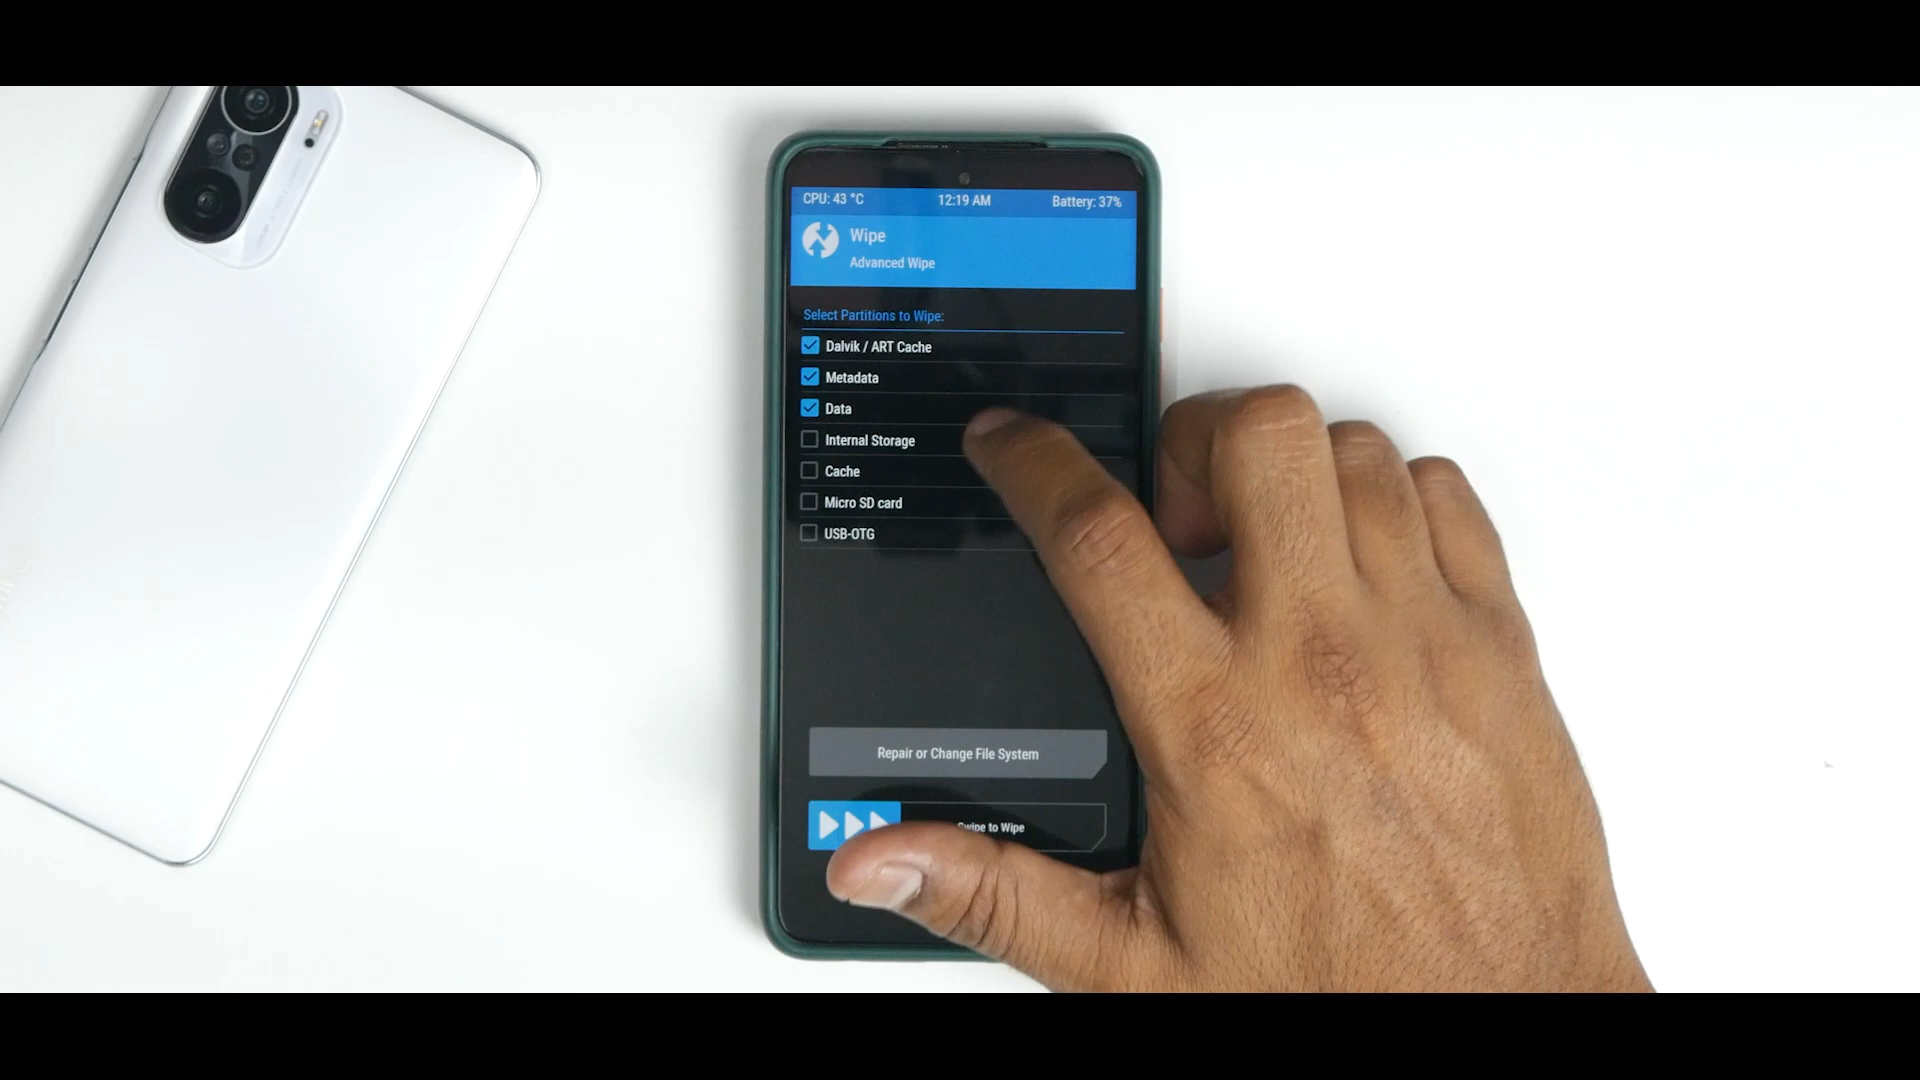 CPU: 43 °C 12:19 AM Battery: 37%
Wipe
Advanced Wipe
Select Partitions to Wipe:
Dalvik / ART Cache
Metadata
Data
Internal Storage
Cache
Micro SD card
USB-OTG
Repair or Change File System
Swipe to Wipe